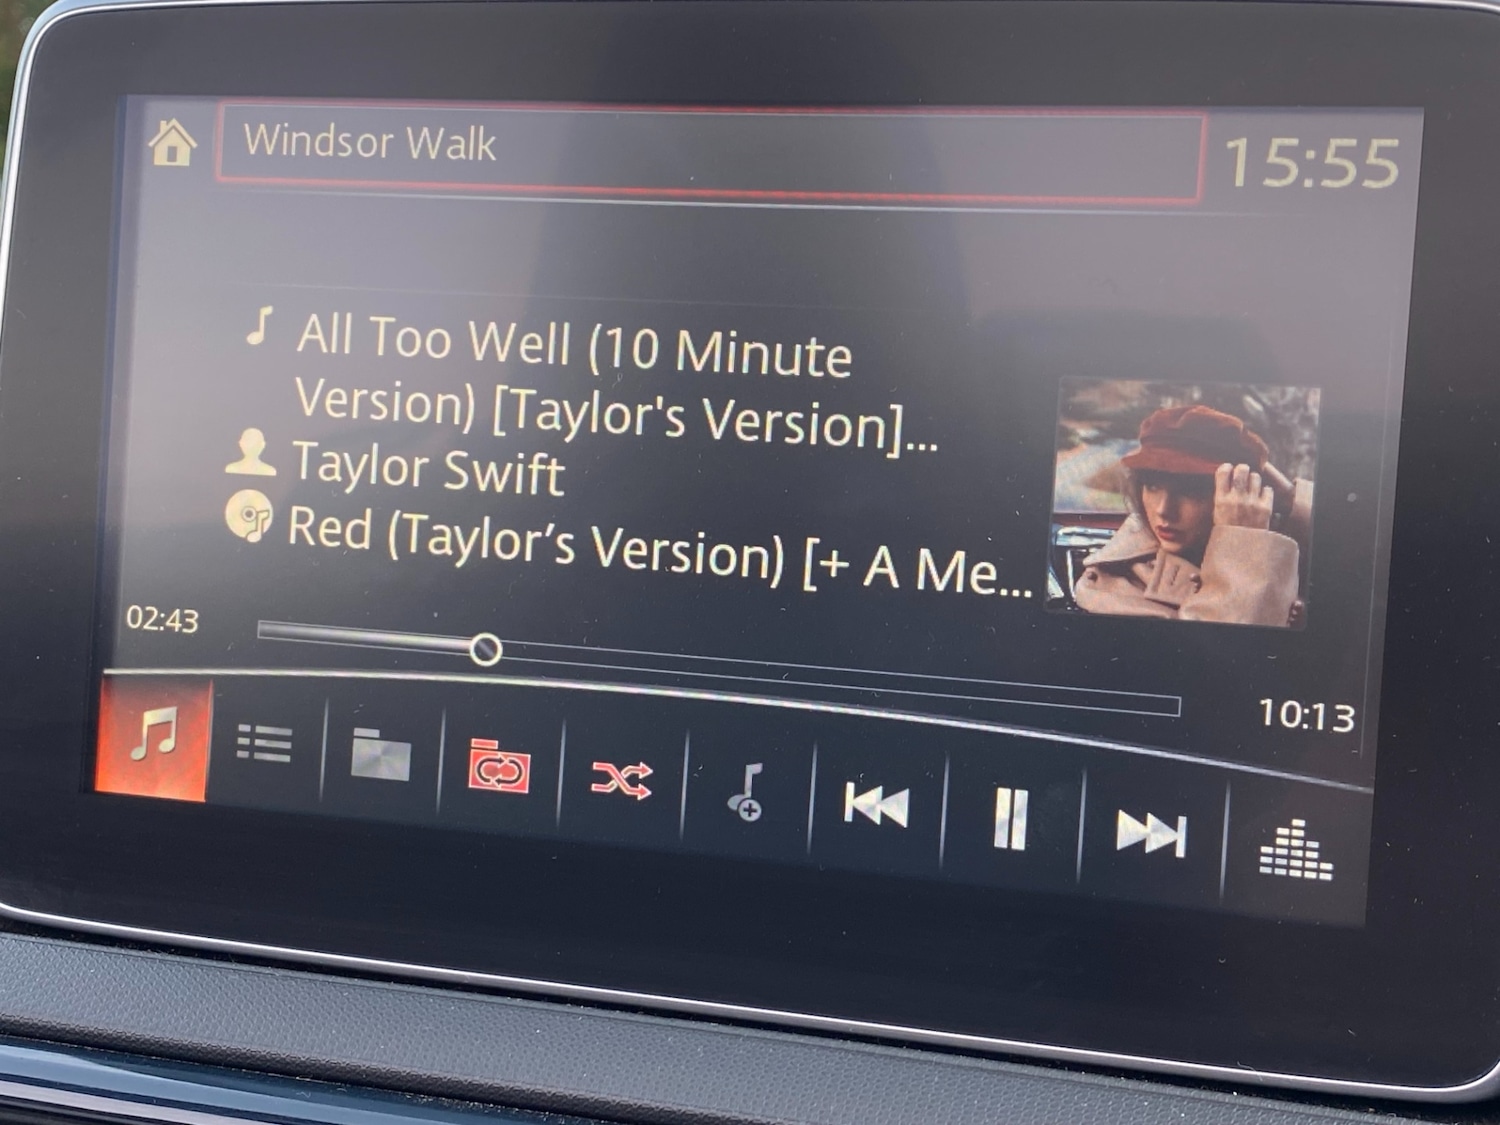 Windsor Walk
15:55
All Too Well (10 Minute
Version) [Taylor's Version]...
Taylor Swift
Red (Taylor’s Version) [+ A Me...
02:43
10:13